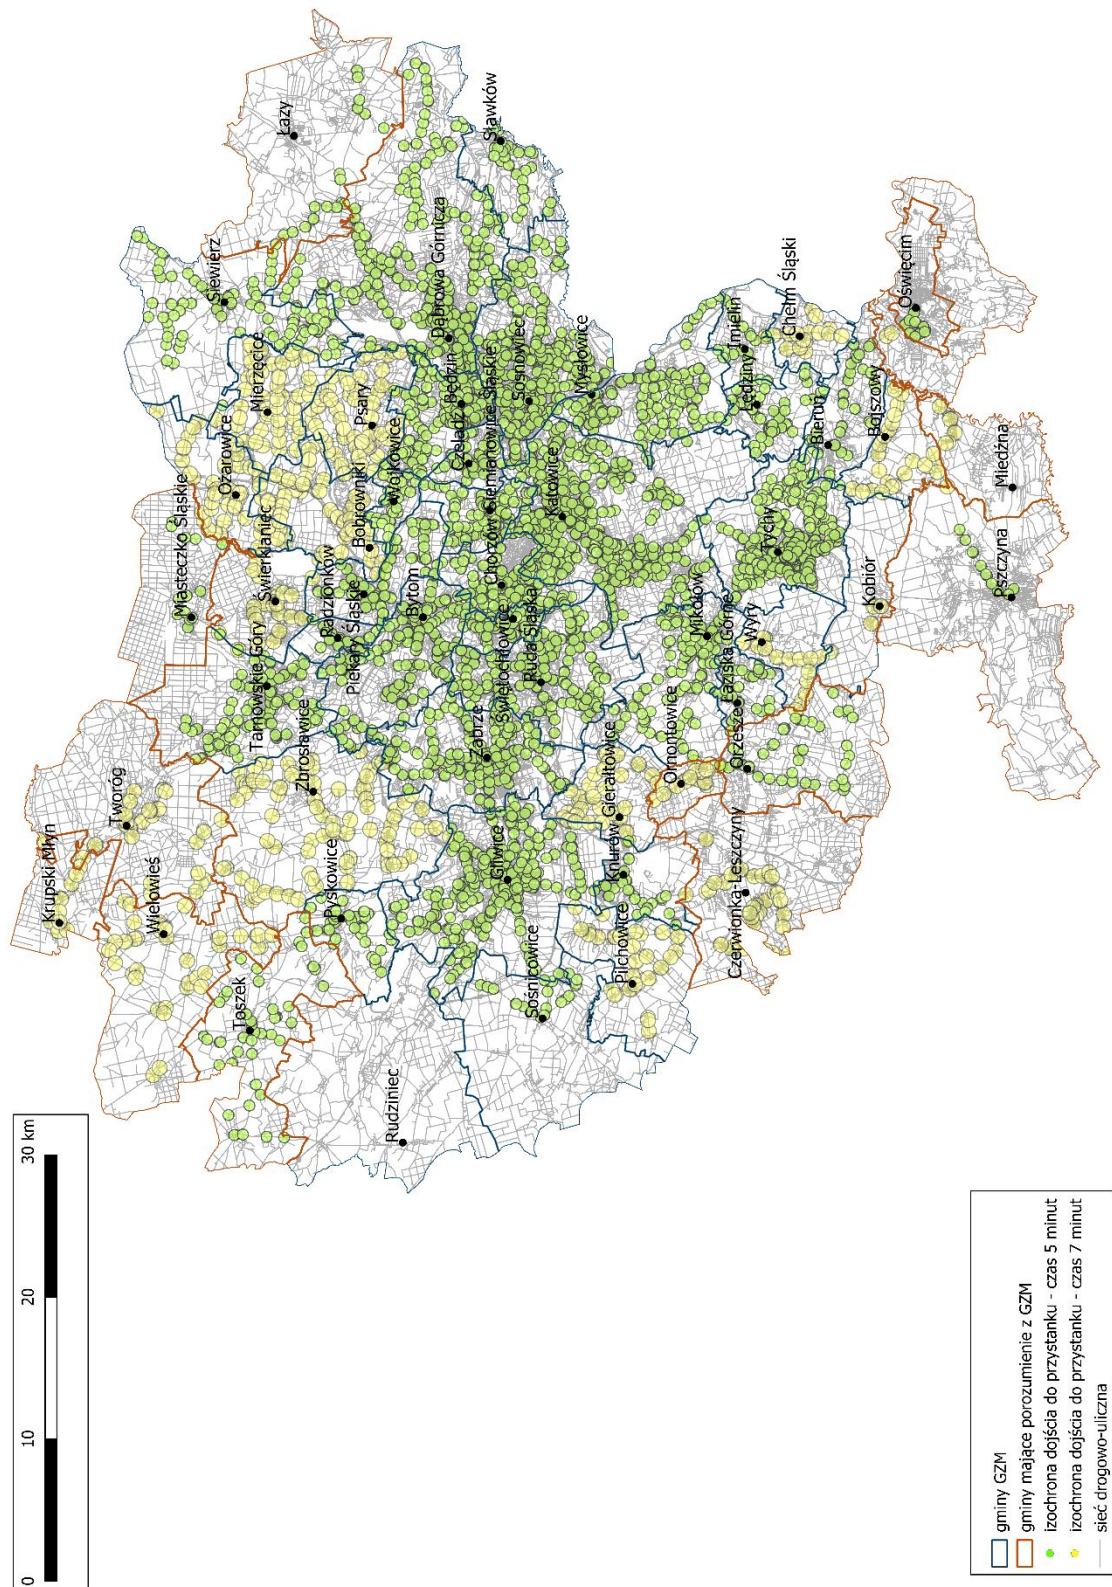 Krupski Młyn
Tworóg
Wielowieś
Toszek
Miasteczko Śląskie
Ożarowice
Mierzęcice
Siewierz
Łazy
Świerklaniec
Tarnowskie Góry
Zbrosławice
Pyskowice
Rudziniec
Radzionków
Piekary Śląskie
Bobrowniki
Psary
Wojkowice
Bytom
Dąbrowa Górnicza
Będzin
Czeladź
Siemianowice Śląskie
Chorzów
Świętochłowice
Zabrze
Gliwice
Sosnowiec
Sławków
Ruda Śląska
Katowice
Mysłowice
Sośnicowice
Pilchowice
Knurów
Gierałtowice
Ornontowice
Mikołów
Łaziska Górne
Orzesze
Wyry
Tychy
Lędziny
Imielin
Chełm Śląski
Bieruń
Bojszowy
Oświęcim
Czerwionka-Leszczyny
Kobiór
Pszczyna
Miedźna
0 10 20 30 km
gminy GZM
gminy mające porozumienie z GZM
izochrona dojścia do przystanku - czas 5 minut
izochrona dojścia do przystanku - czas 7 minut
sieć drogowo-uliczna